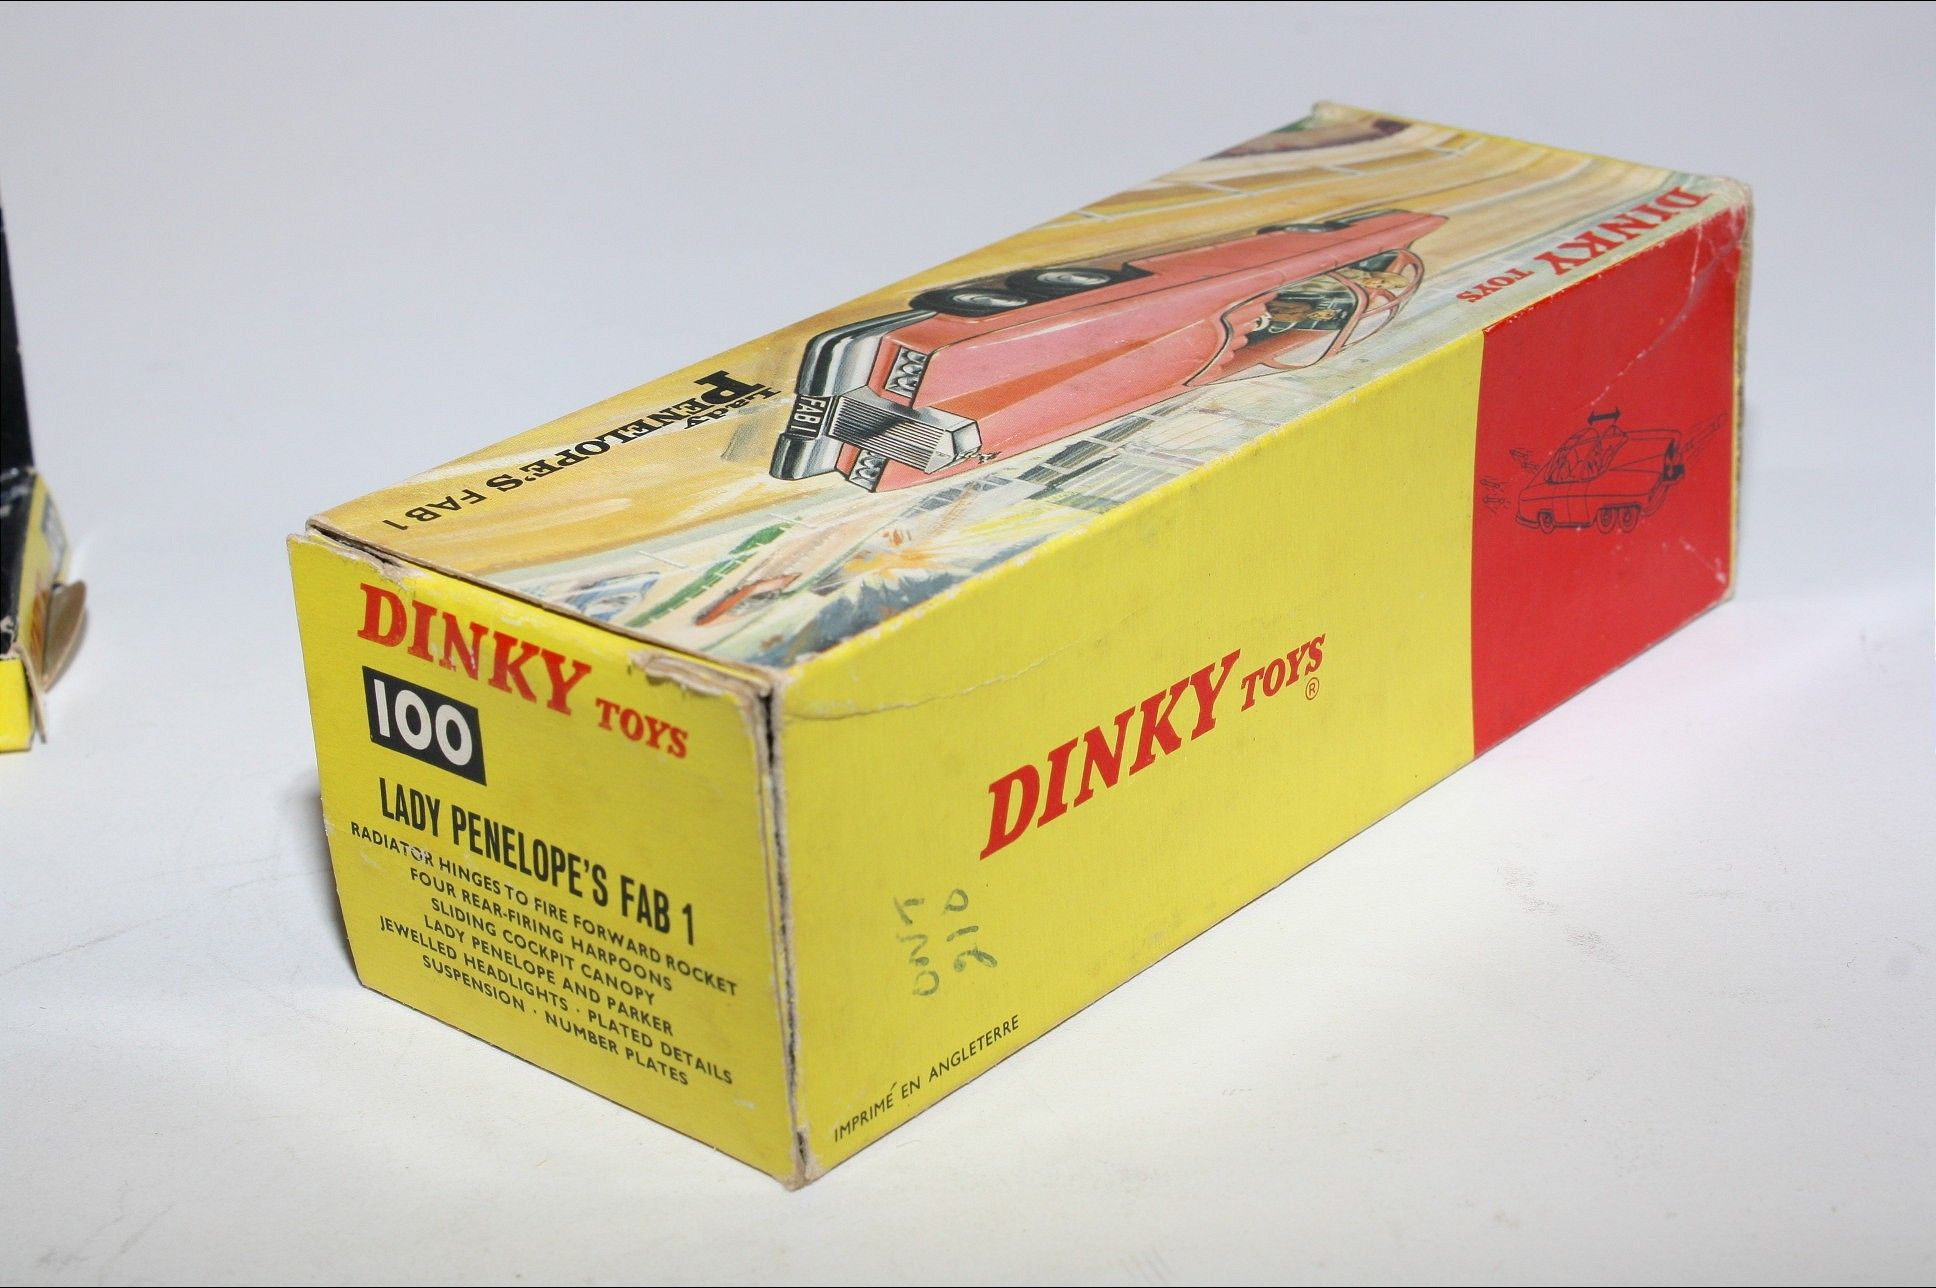 DINKY TOYS
Lady
PENELOPE'S FAB 1
FAB 1
DINKY TOYS
100
LADY PENELOPE'S FAB 1
RADIATOR HINGES TO FIRE FORWARD ROCKET
FOUR REAR-FIRING HARPOONS
SLIDING COCKPIT CANOPY
LADY PENELOPE AND PARKER
JEWELLED HEADLIGHTS · PLATED DETAILS
SUSPENSION · NUMBER PLATES
DINKY TOYS®
IMPRIMÉ EN ANGLETERRE